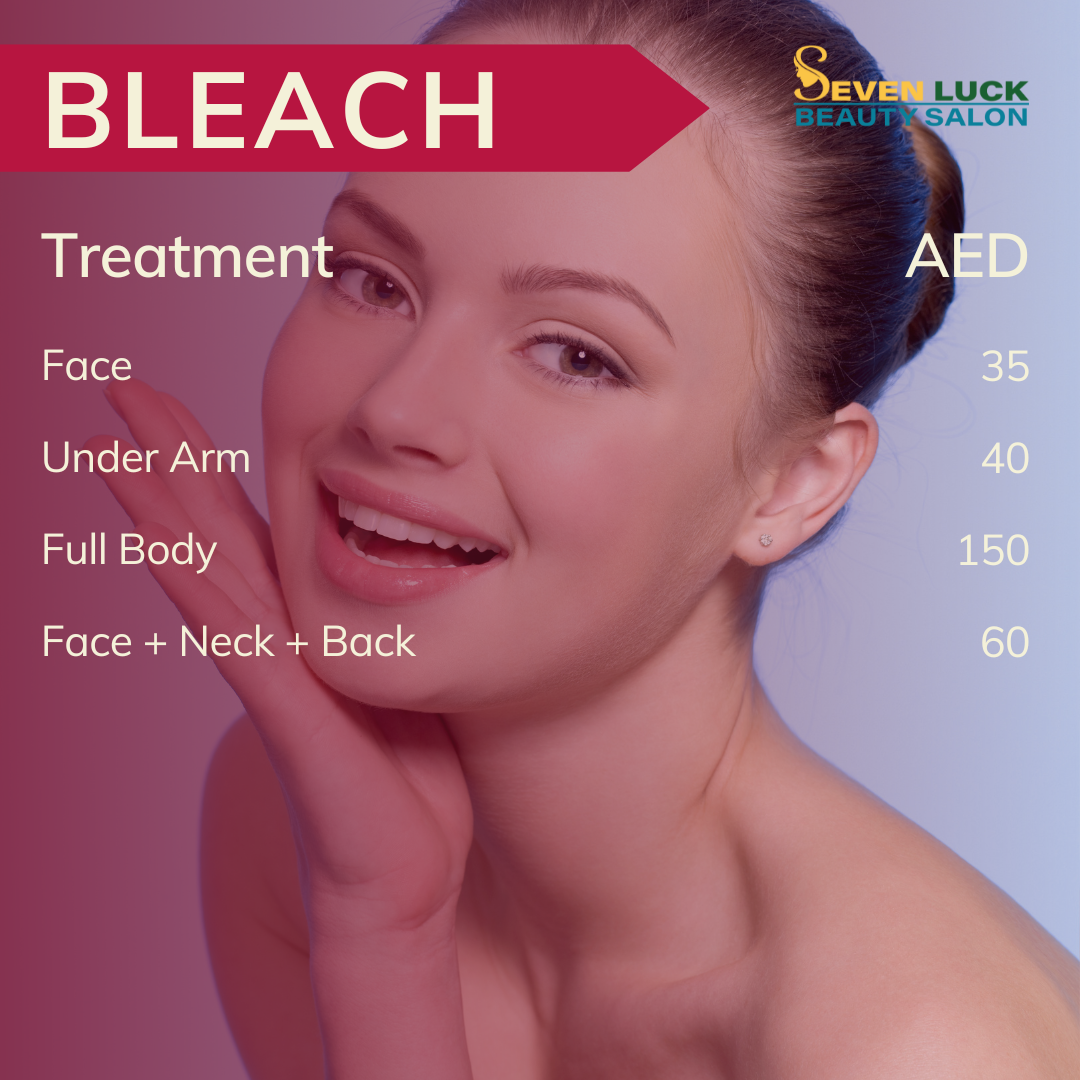 BLEACH
SEVEN LUCK
BEAUTY SALON
Treatment AED
Face 35
Under Arm 40
Full Body 150
Face + Neck + Back 60